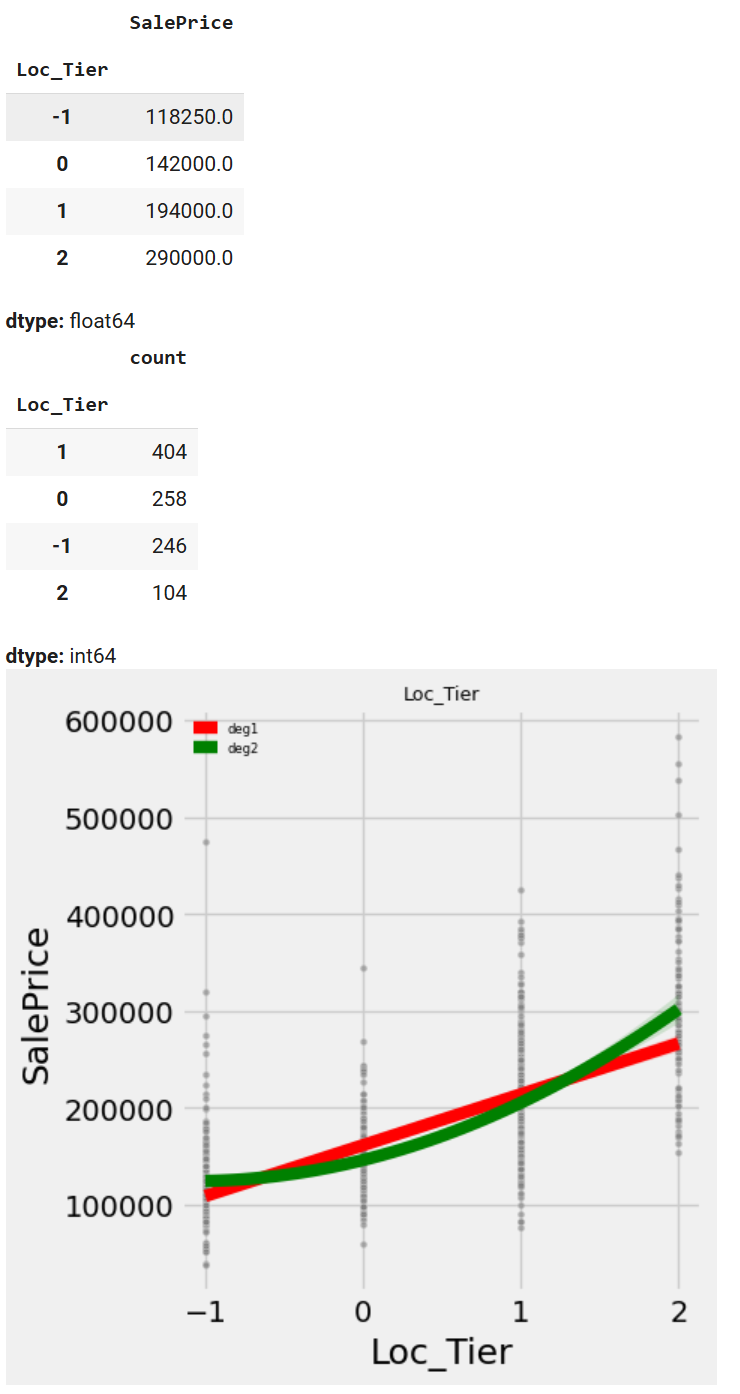 SalePrice
Loc_Tier
-1 118250.0
0 142000.0
1 194000.0
2 290000.0
dtype: float64
count
Loc_Tier
1 404
0 258
-1 246
2 104
dtype: int64
Loc_Tier
600000
deg1
deg2
500000
400000
300000
200000
100000
SalePrice
−1 0 1 2
Loc_Tier